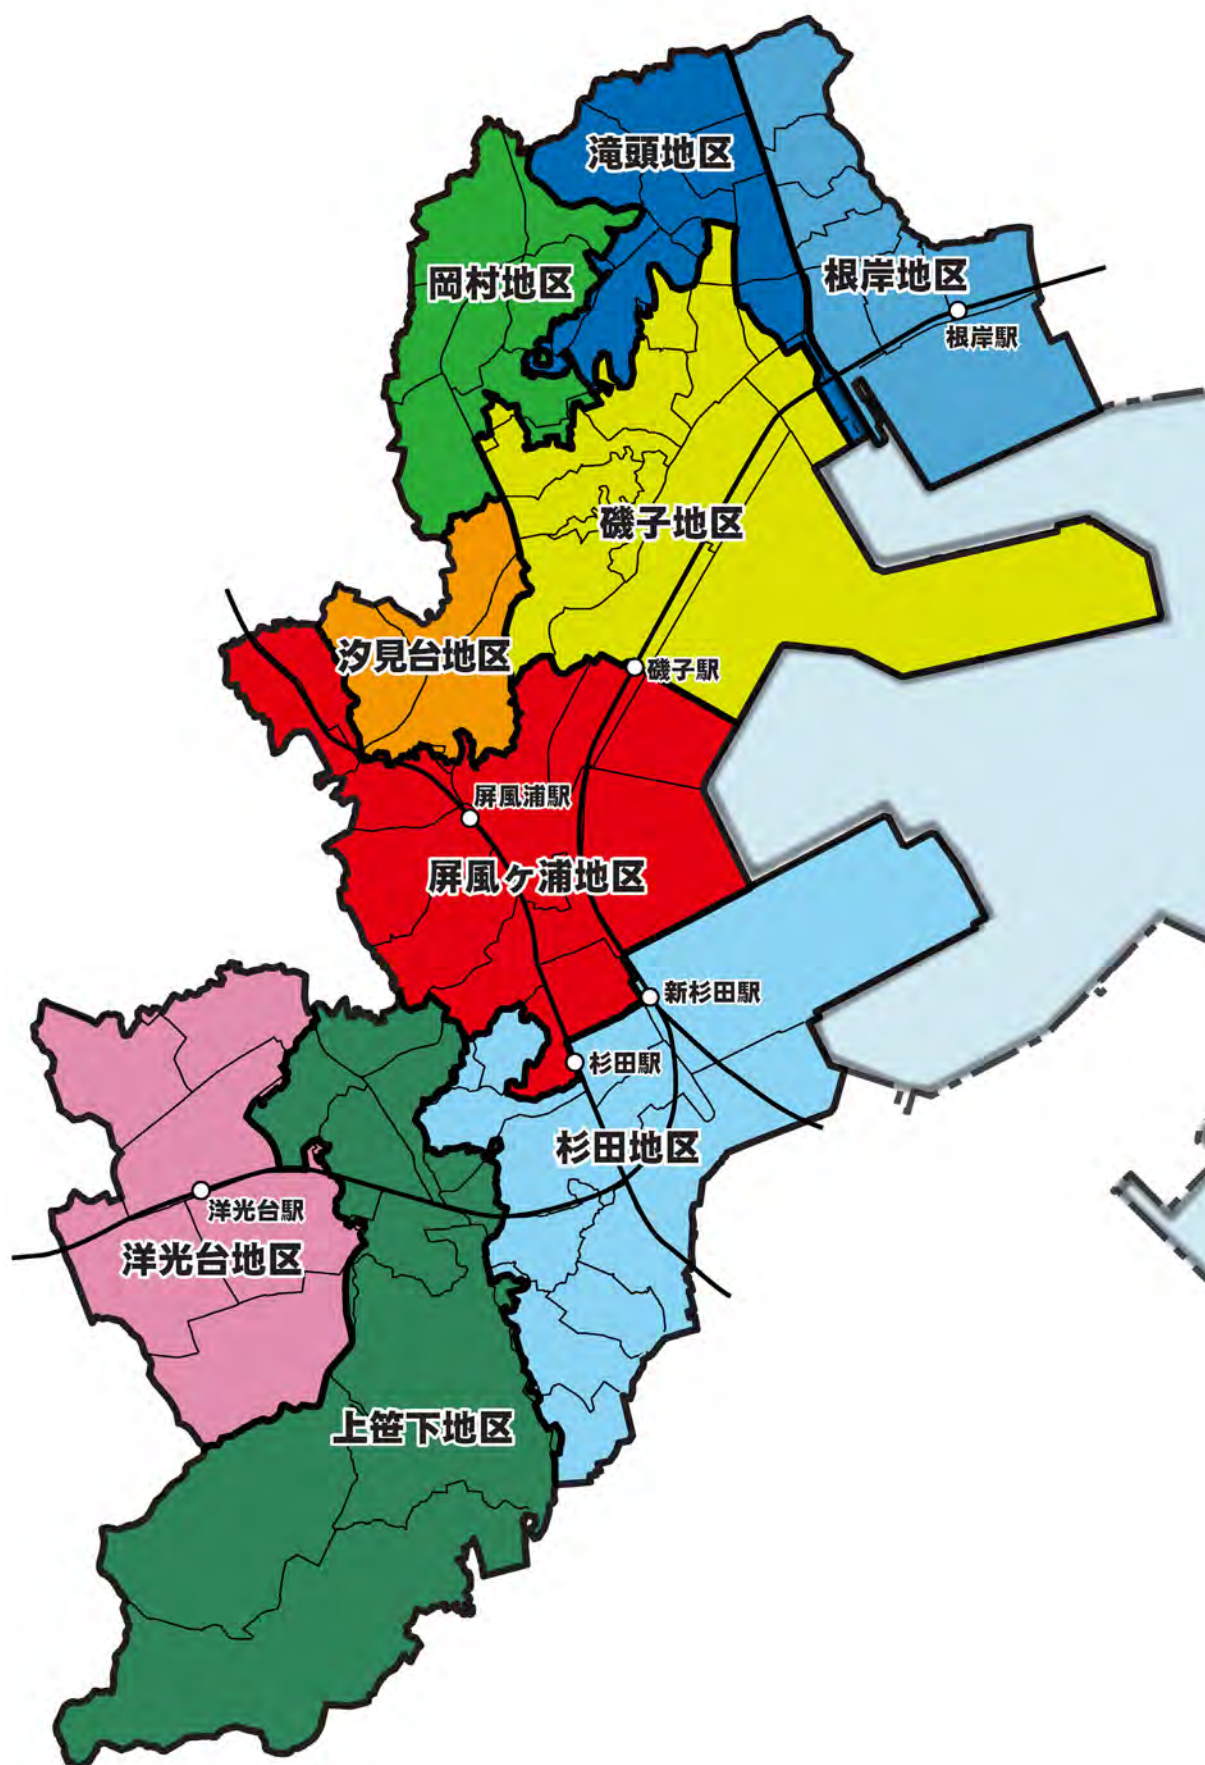 滝頭地区
根岸地区
岡村地区
根岸駅
磯子地区
汐見台地区
磯子駅
屏風浦駅
屏風ヶ浦地区
新杉田駅
杉田駅
杉田地区
洋光台駅
洋光台地区
上笹下地区